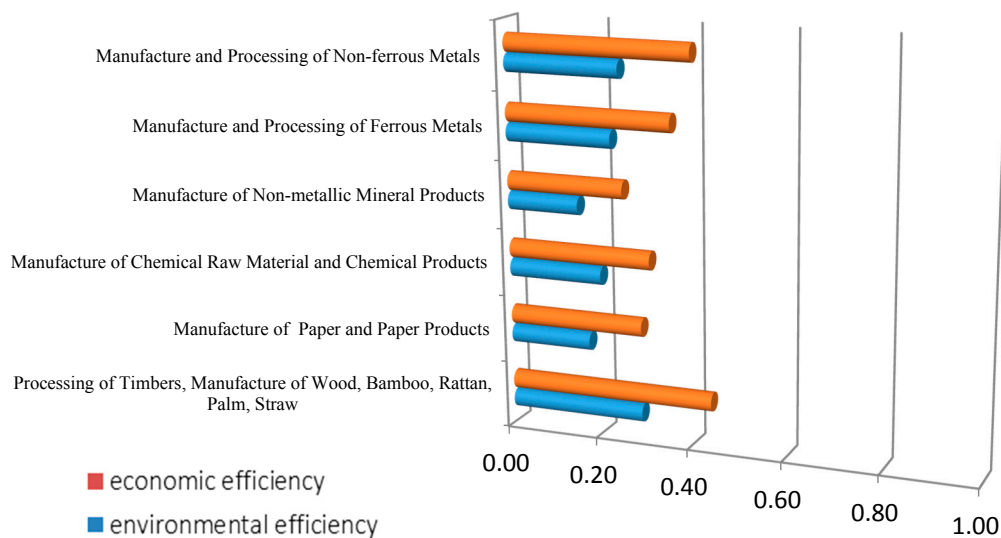 Manufacture and Processing of Non-ferrous Metals
Manufacture and Processing of Ferrous Metals
Manufacture of Non-metallic Mineral Products
Manufacture of Chemical Raw Material and Chemical Products
Manufacture of Paper and Paper Products
Processing of Timbers, Manufacture of Wood, Bamboo, Rattan,
Palm, Straw
0.00
0.20
0.40
0.60
0.80
1.00
economic efficiency
environmental efficiency